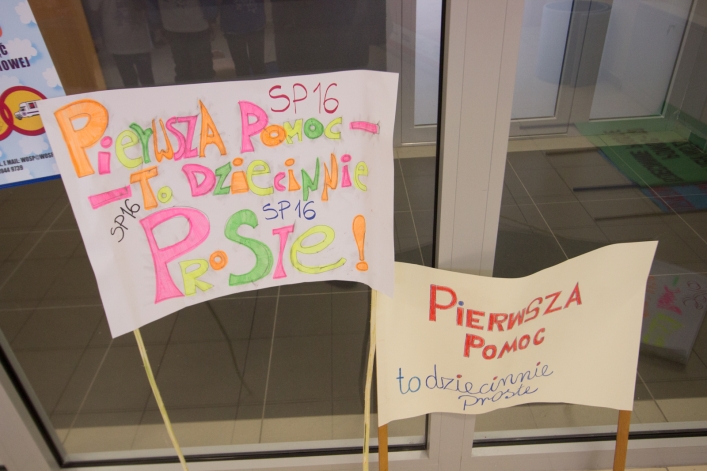 SP16
PIERWSZA POMOC –
– TO DZIECINNIE
SP16
SP16
PROSTE!
PIERWSZA
POMOC
to dziecinnie
proste